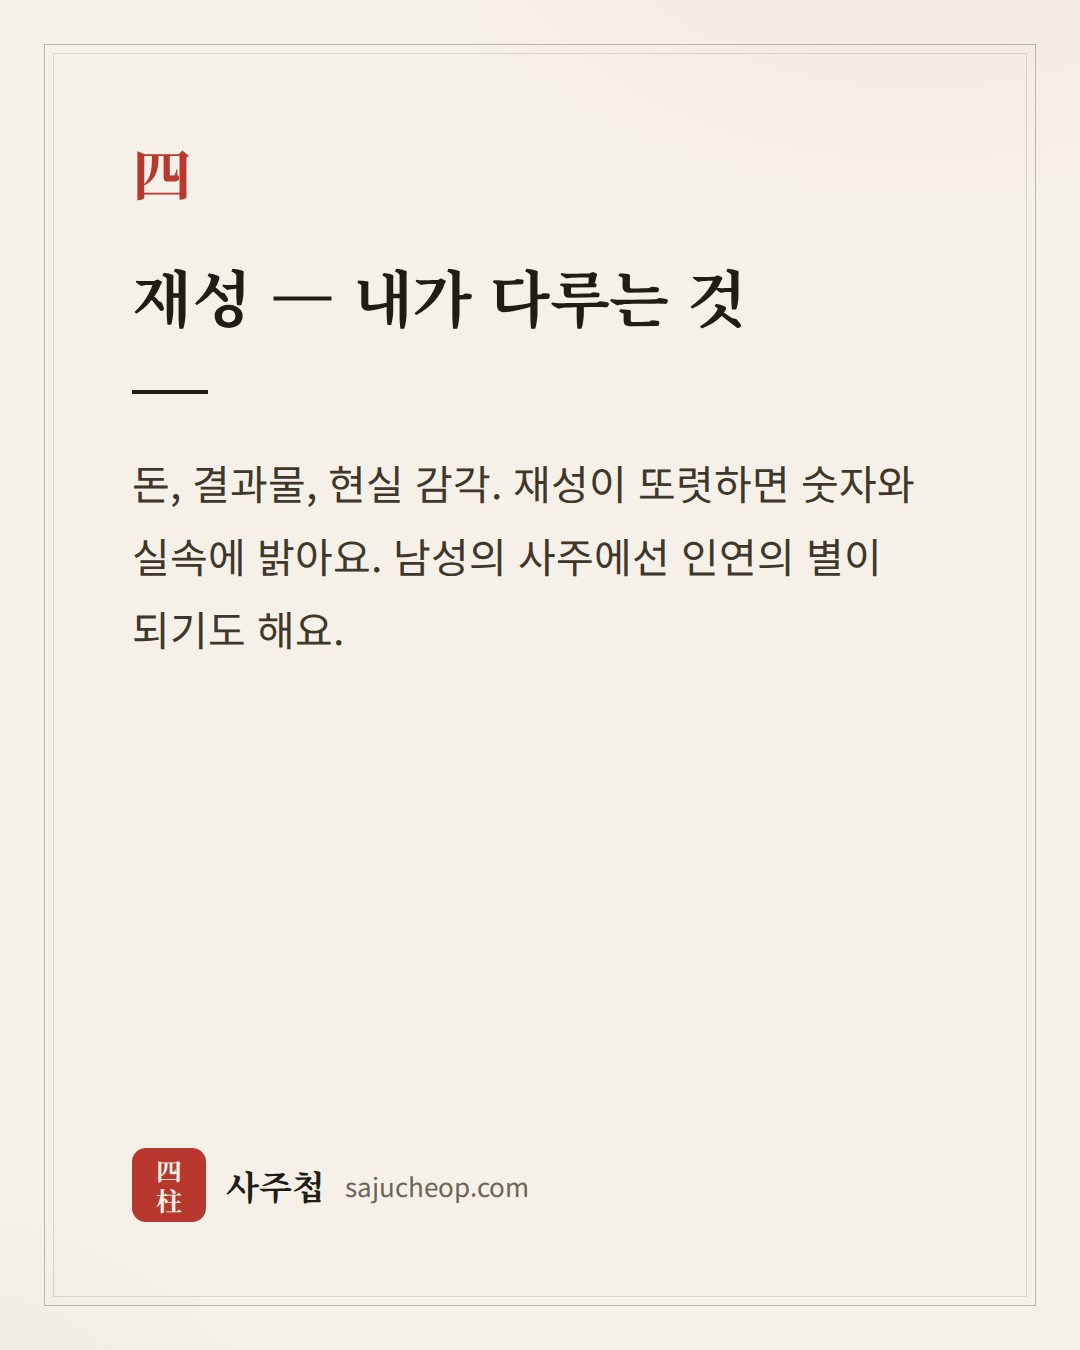 四
재성 — 내가 다루는 것
돈, 결과물, 현실 감각. 재성이 또렷하면 숫자와
실속에 밝아요. 남성의 사주에선 인연의 별이
되기도 해요.
四
柱
사주첩 sajucheop.com